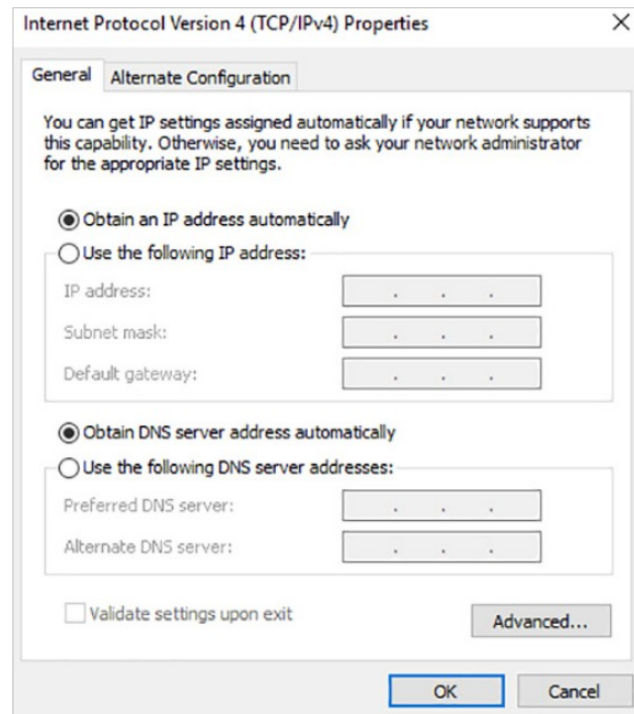 Internet Protocol Version 4 (TCP/IPv4) Properties
General
Alternate Configuration
You can get IP settings assigned automatically if your network supports
this capability. Otherwise, you need to ask your network administrator
for the appropriate IP settings.
Obtain an IP address automatically
Use the following IP address:
IP address:
Subnet mask:
Default gateway:
Obtain DNS server address automatically
Use the following DNS server addresses:
Preferred DNS server:
Alternate DNS server:
Validate settings upon exit
Advanced...
OK
Cancel